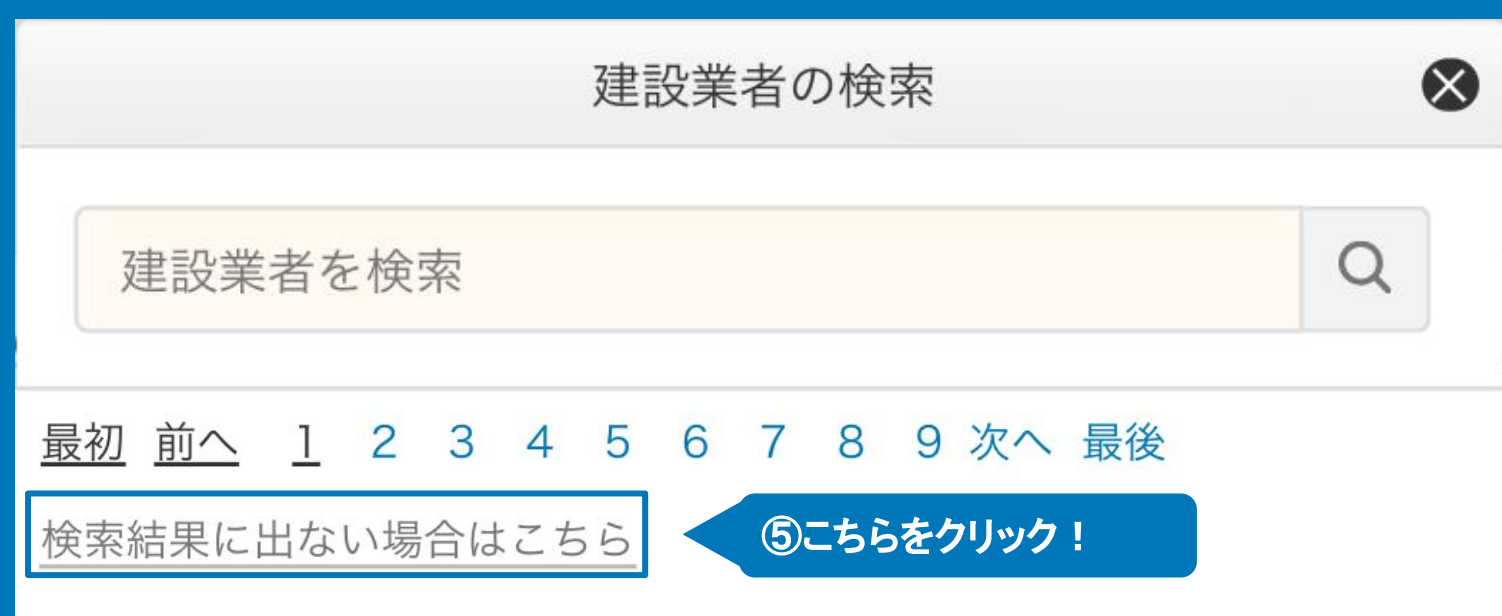 建設業者の検索
建設業者を検索
最初 前へ 1 2 3 4 5 6 7 8 9 次へ 最後
検索結果に出ない場合はこちら
⑤こちらをクリック！